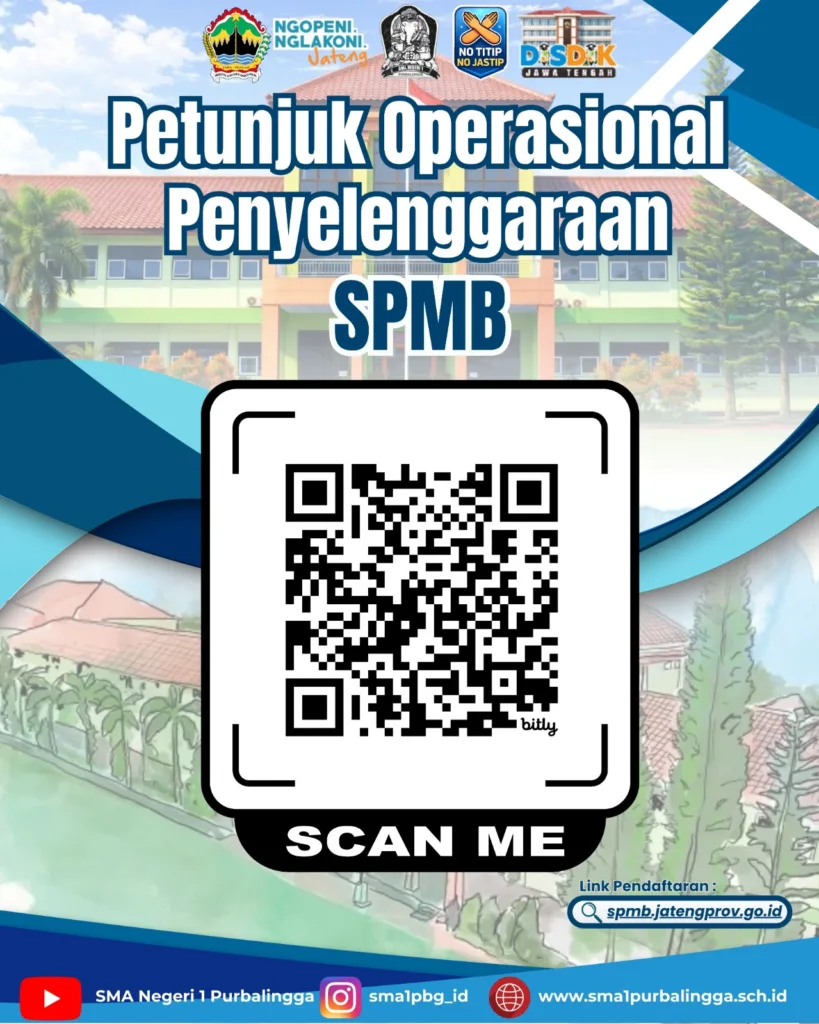 NGOPENI.
NGLAKONI.
Jateng
NO TITIP
NO JASTIP
DISDIK
JAWA TENGAH
Petunjuk Operasional
Penyelenggaraan
SPMB
bitly
SCAN ME
Link Pendaftaran :
spmb.jatengprov.go.id
SMA Negeri 1 Purbalingga
sma1pbg_id
www.sma1purbalingga.sch.id